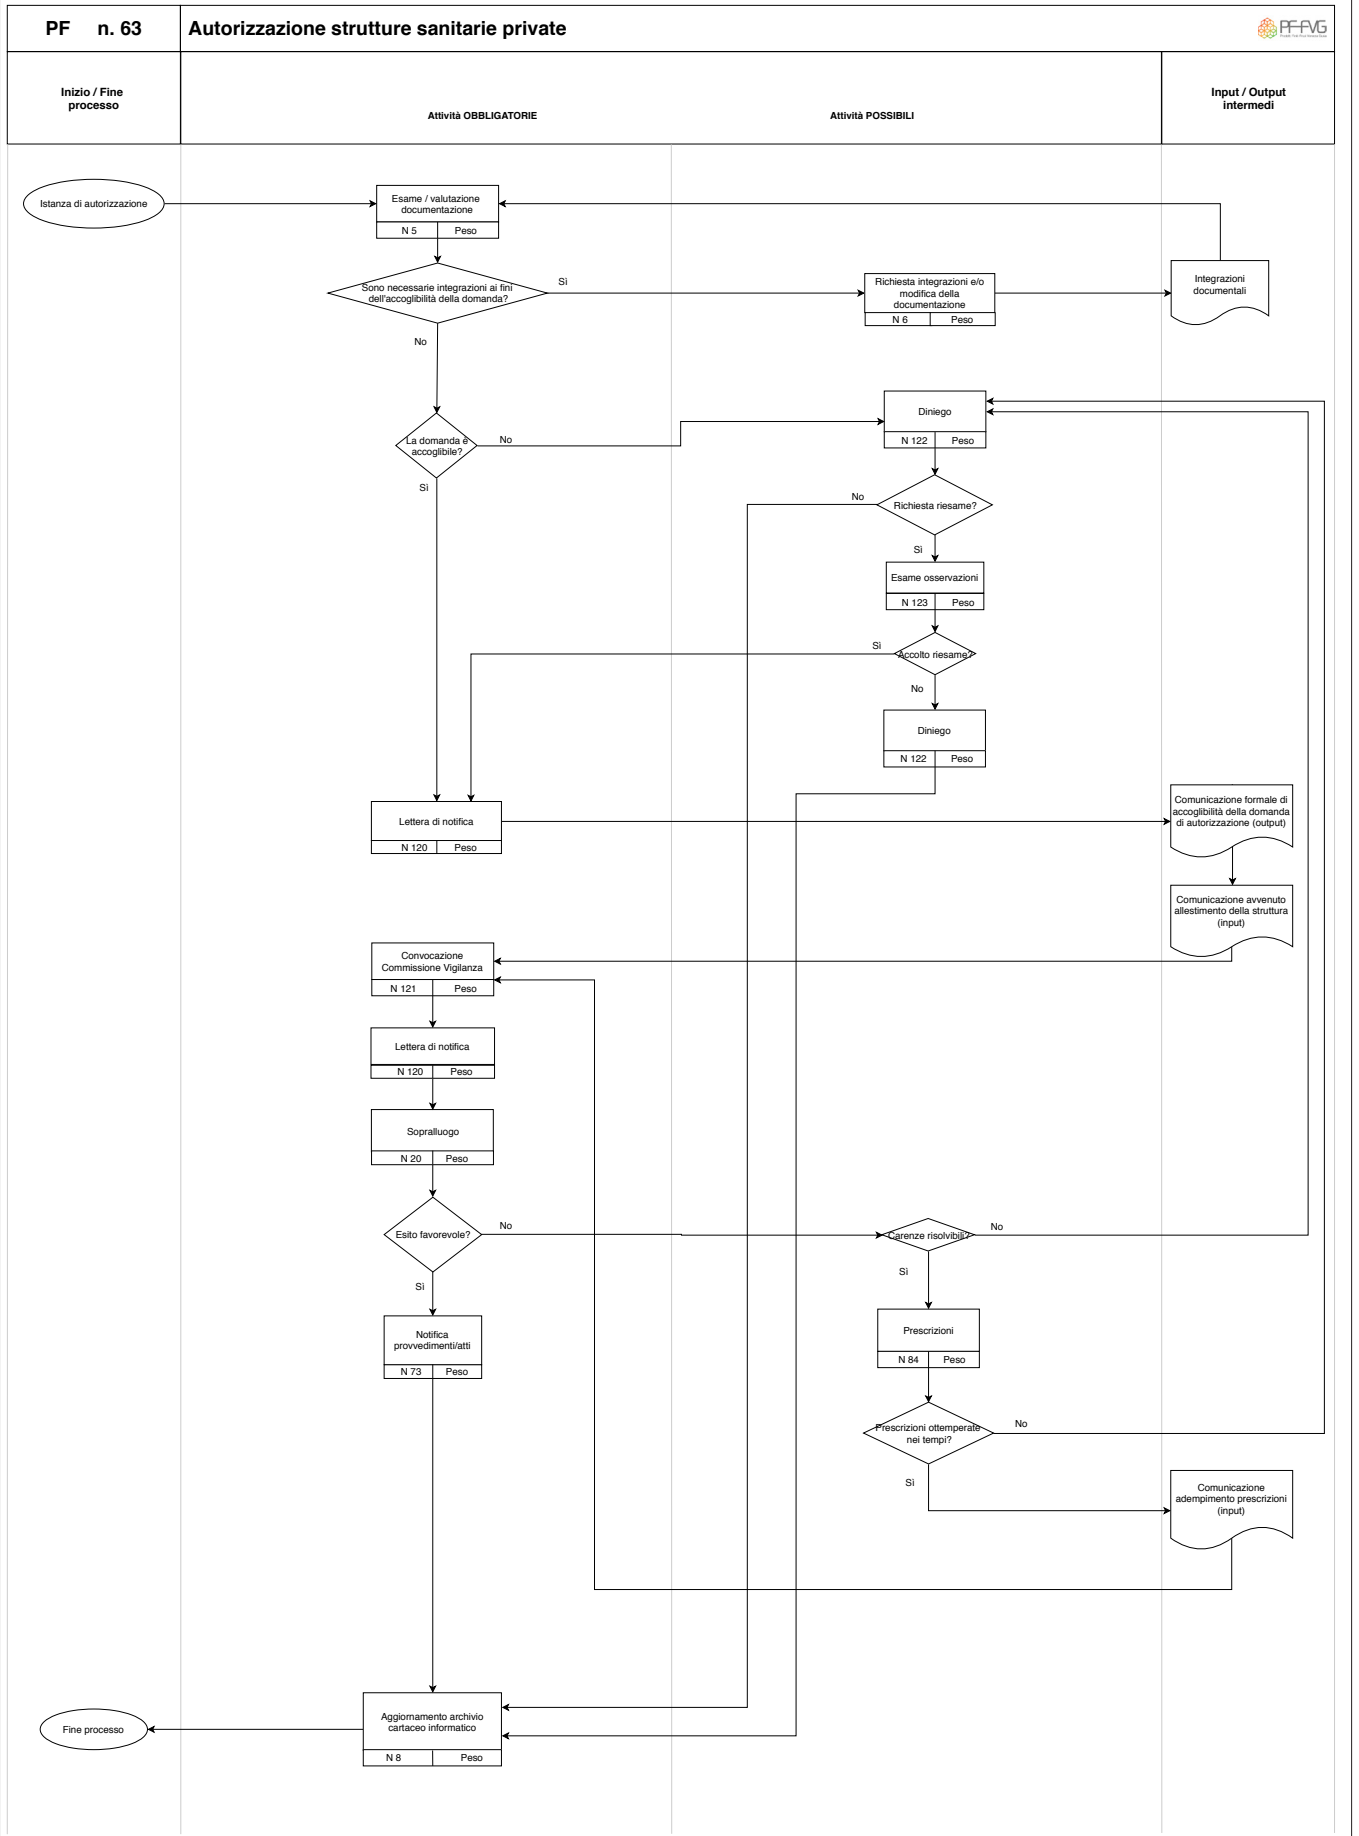 PF n. 63
Autorizzazione strutture sanitarie private
PF-FVG
Inizio / Fine
processo
Attività OBBLIGATORIE
Attività POSSIBILI
Input / Output
intermedi
Istanza di autorizzazione
Esame / valutazione
documentazione
N 5 Peso
Sono necessarie integrazioni ai fini
dell'accoglibilità della domanda?
Sì
No
Richiesta integrazioni e/o
modifica della
documentazione
N 6 Peso
Integrazioni
documentali
La domanda è
accoglibile?
No
Sì
Diniego
N 122 Peso
Richiesta riesame?
No
Sì
Esame osservazioni
N 123 Peso
Accolto riesame?
Sì
No
Diniego
N 122 Peso
Lettera di notifica
N 120 Peso
Comunicazione formale di
accoglibilità della domanda
di autorizzazione (output)
Comunicazione avvenuto
allestimento della struttura
(input)
Convocazione
Commissione Vigilanza
N 121 Peso
Lettera di notifica
N 120 Peso
Sopralluogo
N 20 Peso
Esito favorevole?
No
Sì
Carenze risolvibili?
No
Sì
Notifica
provvedimenti/atti
N 73 Peso
Prescrizioni
N 84 Peso
Prescrizioni ottemperate
nei tempi?
No
Sì
Comunicazione
adempimento prescrizioni
(input)
Aggiornamento archivio
cartaceo informatico
N 8 Peso
Fine processo